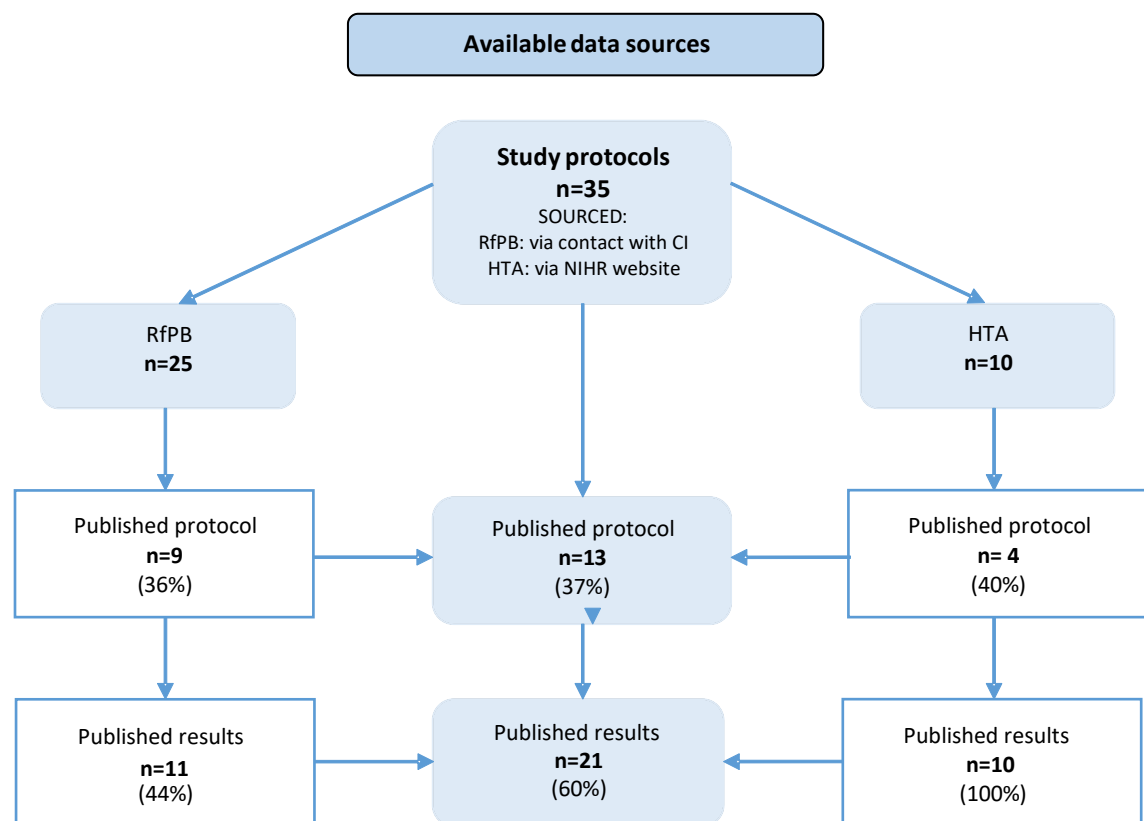 Available data sources
Study protocols
n=35
SOURCED:
RfPB: via contact with CI
HTA: via NIHR website
RfPB
n=25
HTA
n=10
Published protocol
n=9
(36%)
Published protocol
n=13
(37%)
Published protocol
n= 4
(40%)
Published results
n=11
(44%)
Published results
n=21
(60%)
Published results
n=10
(100%)